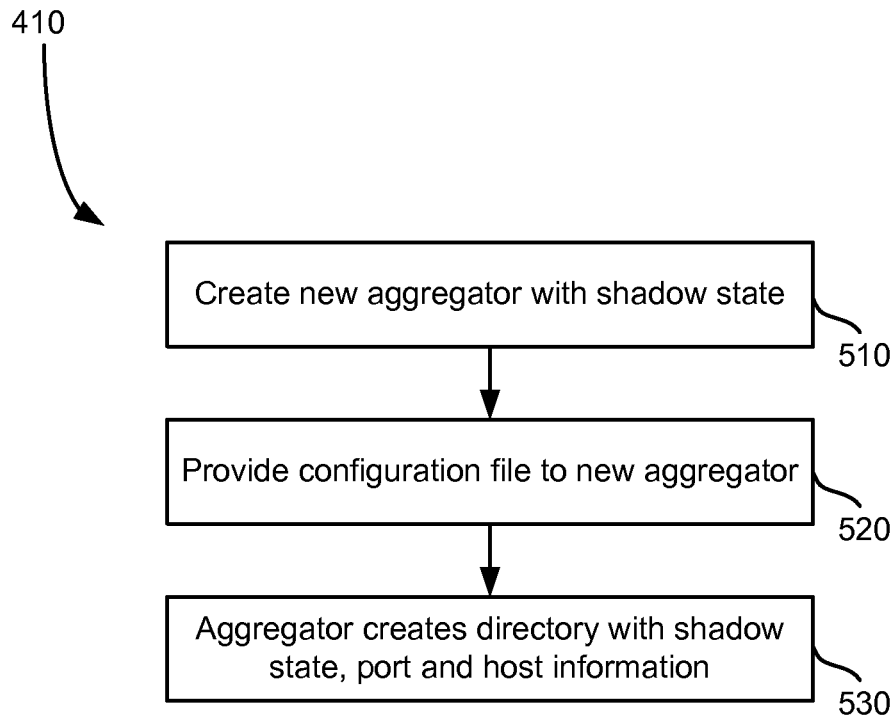 410
Create new aggregator with shadow state
510
Provide configuration file to new aggregator
520
Aggregator creates directory with shadow
state, port and host information
530